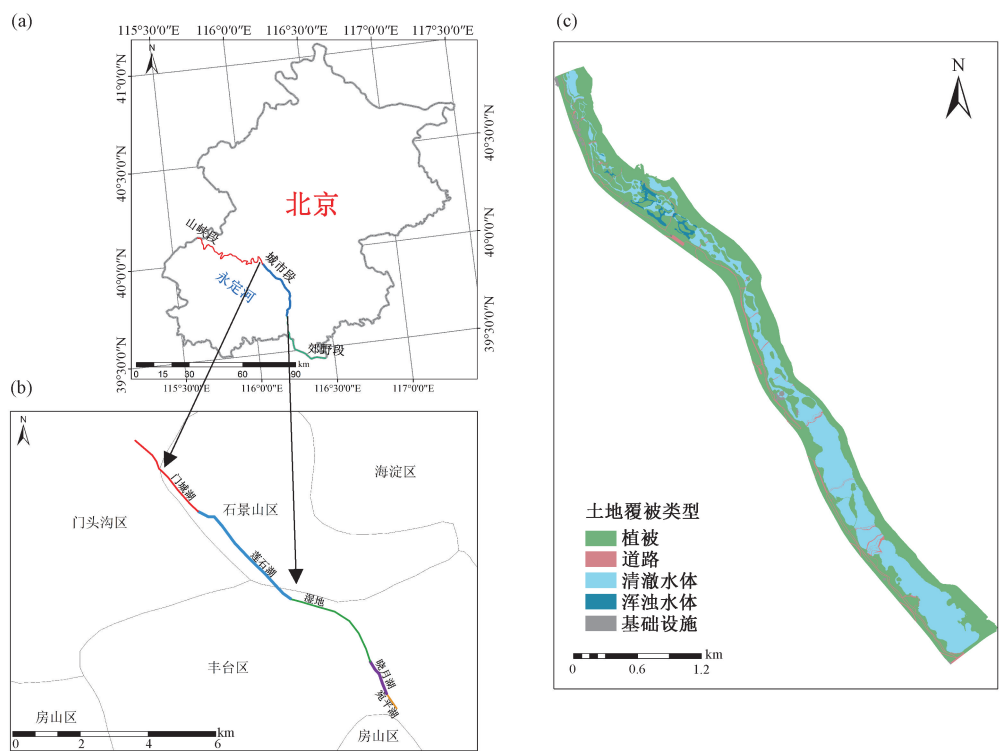 (a)
115°30′0″E 116°0′0″E 116°30′0″E 117°0′0″E 117°30′0″E
N
41°0′0″N
40°30′0″N
40°0′0″N
39°30′0″N
40°30′0″N
40°0′0″N
39°30′0″N
北京
山峡段
城市段
永定河
郊野段
km
0 15 30 60 90
115°30′0″E 116°0′0″E 116°30′0″E 117°0′0″E
(b)
N
海淀区
门城湖
门头沟区
石景山区
莲石湖
湿地
丰台区
晓月湖
宛平湖
房山区
房山区
km
0 2 4 6
(c)
N
土地覆被类型
植被
道路
清澈水体
浑浊水体
基础设施
km
0 0.6 1.2